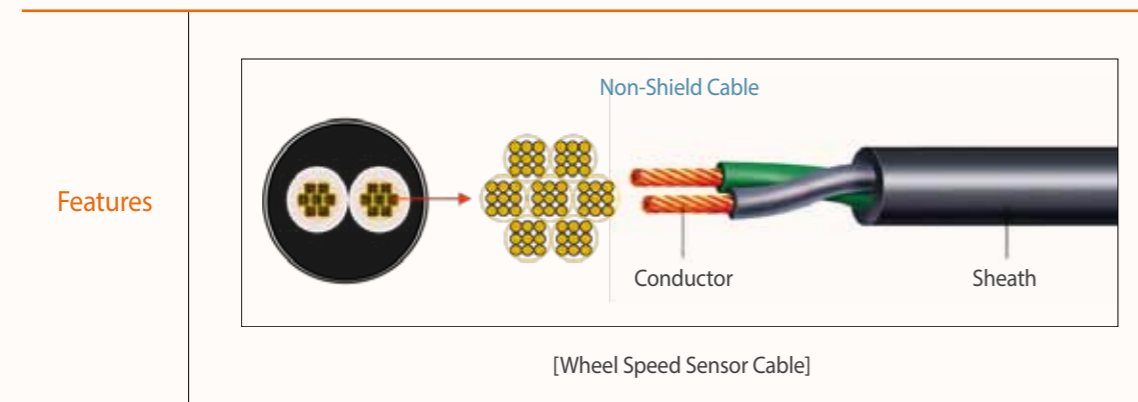 Features
Non-Shield Cable
Conductor
Sheath
[Wheel Speed Sensor Cable]